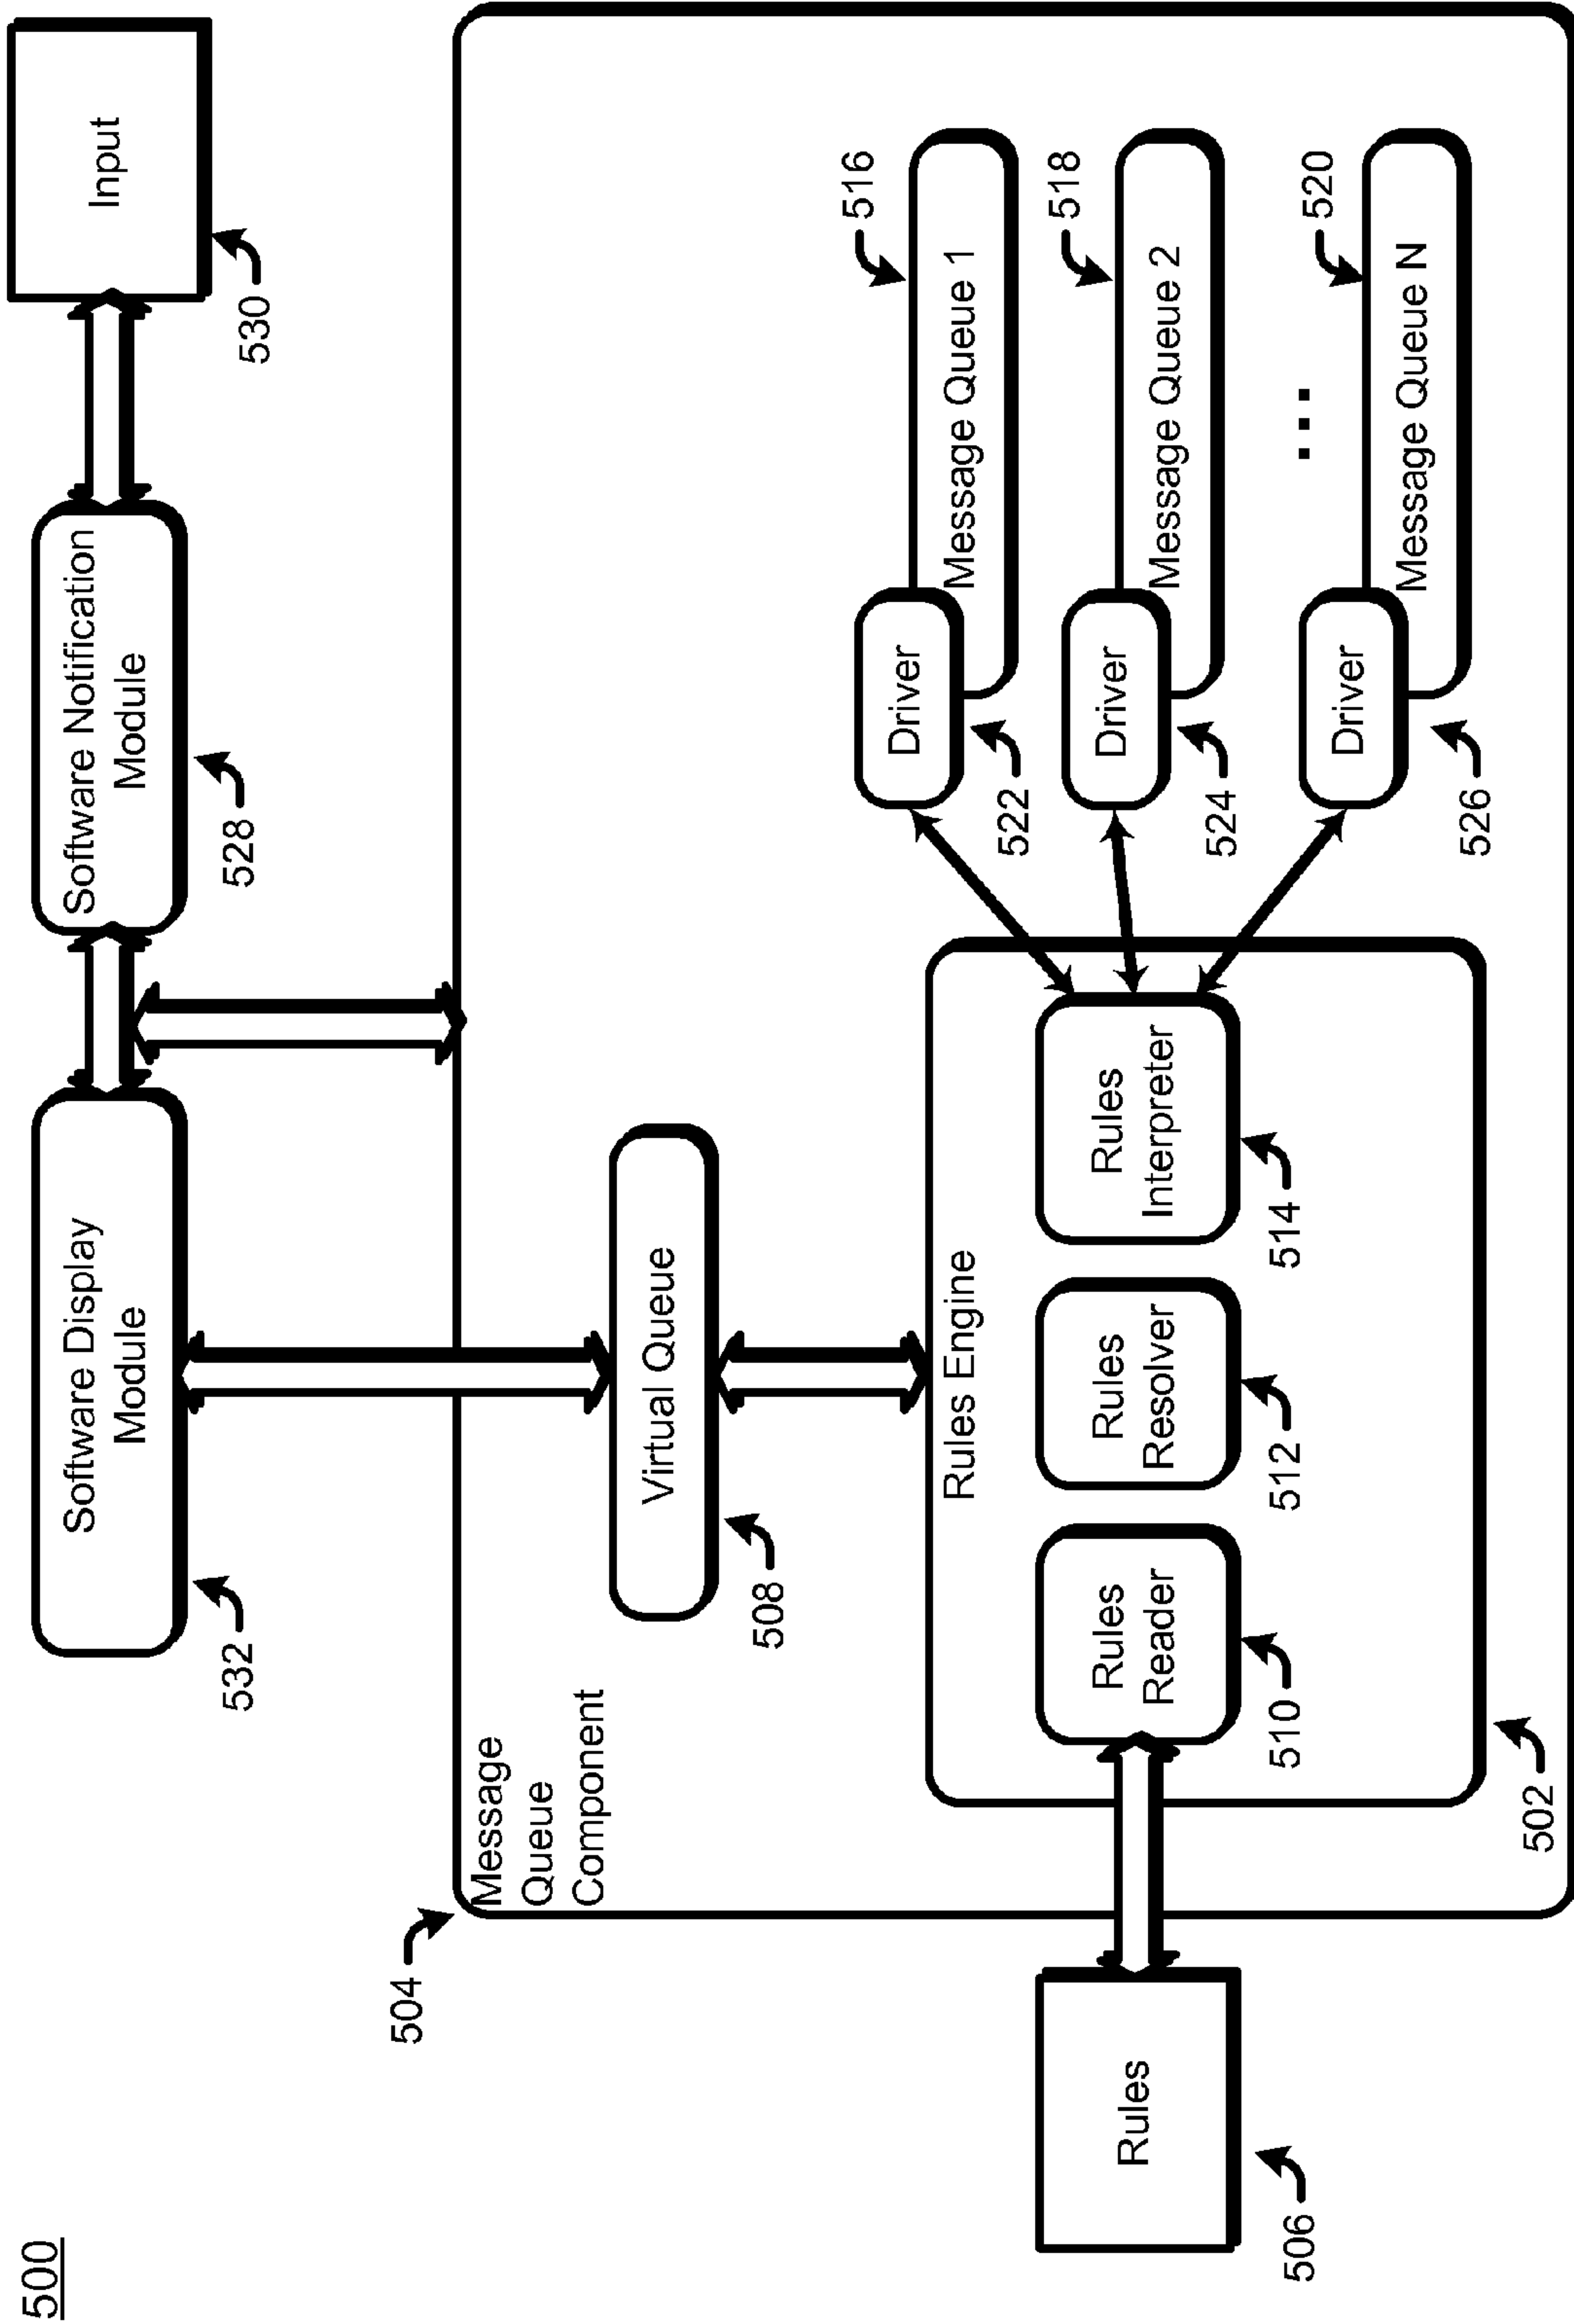 500
Software Display
Module
532
Software Notification
Module
528
Input
530
504
Message
Queue
Component
Virtual Queue
508
Rules Engine
Rules
Reader
510
Rules
Resolver
512
Rules
Interpreter
514
502
Rules
506
Driver
522
Message Queue 1
516
Driver
524
Message Queue 2
518
...
Driver
526
Message Queue N
520